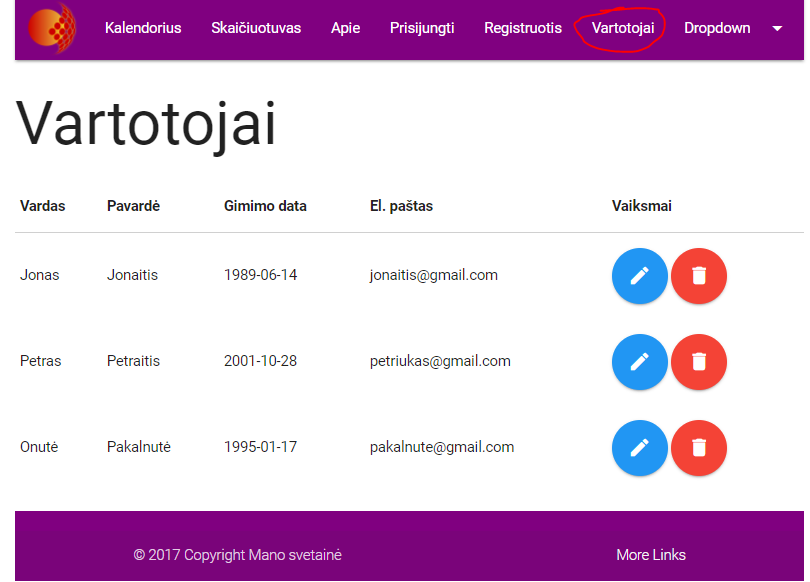 Kalendorius Skaičiuotuvas Apie Prisijungti Registruotis Vartotojai Dropdown
Vartotojai
Vardas Pavardė Gimimo data El. paštas Vaiksmai
Jonas Jonaitis 1989-06-14 jonaitis@gmail.com
Petras Petraitis 2001-10-28 petriukas@gmail.com
Onutė Pakalnutė 1995-01-17 pakalnute@gmail.com
© 2017 Copyright Mano svetainė More Links